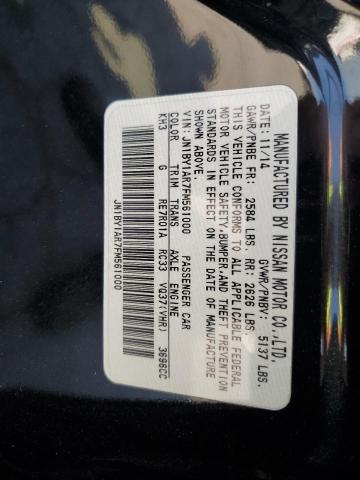 MANUFACTURED BY NISSAN MOTOR CO.,LTD.
11/14 GVWR/PNBV: 5137 LBS.
GAWR/PNBE FR: 2584 LBS. RR: 2626 LBS.
THIS VEHICLE CONFORMS TO ALL APPLICABLE FEDERAL
MOTOR VEHICLE SAFETY,BUMPER,AND THEFT PREVENTION
STANDARDS IN EFFECT ON THE DATE OF MANUFACTURE
SHOWN ABOVE.
VIN: JN1BY1AR7FM561000 PASSENGER CAR
COLOR TRIM TRANS AXLE ENGINE
KH3 G RE7R01A RC33 VQ37(VHR) 3696CC
JN1BY1AR7FM561000